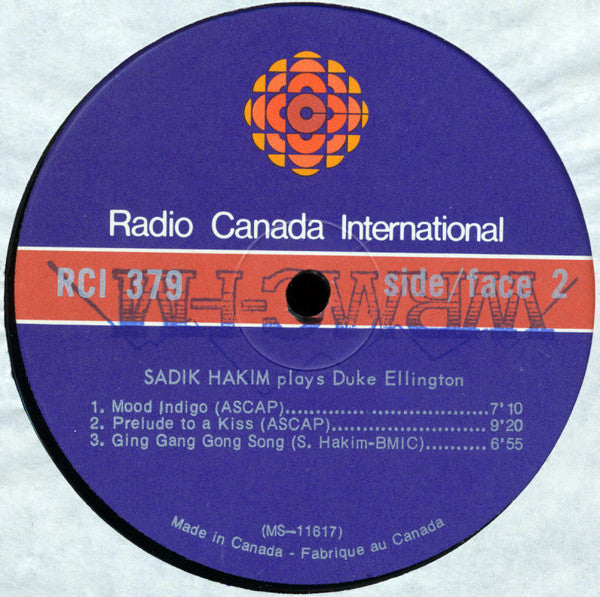 Radio Canada International
RCI 379 side/face 2
SADIK HAKIM plays Duke Ellington
1. Mood Indigo (ASCAP)..................................7'10
2. Prelude to a Kiss (ASCAP)..........................9'20
3. Ging Gang Gong Song (S. Hakim-BMIC)..........6'55
(MS-11617)
Made in Canada - Fabrique au Canada